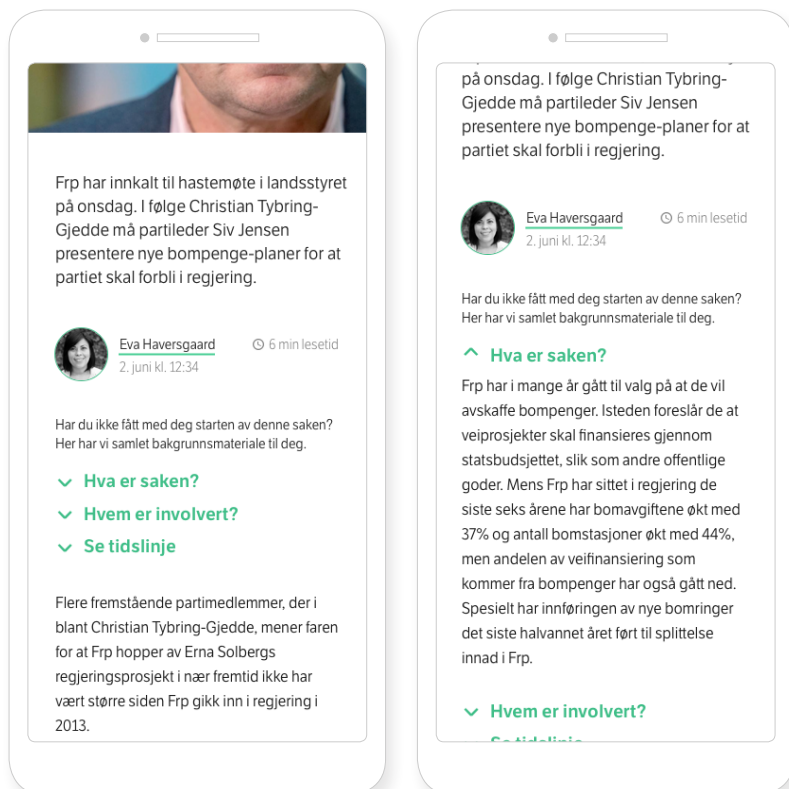 Frp har innkalt til hastemøte i landsstyret
på onsdag. I følge Christian Tybring-
Gjedde må partileder Siv Jensen
presentere nye bompenge-planer for at
partiet skal forbli i regjering.
Eva Haversgaard
6 min lesetid
2. juni kl. 12:34
Har du ikke fått med deg starten av denne saken?
Her har vi samlet bakgrunnsmateriale til deg.
Hva er saken?
Hvem er involvert?
Se tidslinje
Flere fremstående partimedlemmer, der i
blant Christian Tybring-Gjedde, mener faren
for at Frp hopper av Erna Solbergs
regjeringsprosjekt i nær fremtid ikke har
vært større siden Frp gikk inn i regjering i
2013.
på onsdag. I følge Christian Tybring-
Gjedde må partileder Siv Jensen
presentere nye bompenge-planer for at
partiet skal forbli i regjering.
Eva Haversgaard
6 min lesetid
2. juni kl. 12:34
Har du ikke fått med deg starten av denne saken?
Her har vi samlet bakgrunnsmateriale til deg.
Hva er saken?
Frp har i mange år gått til valg på at de vil
avskaffe bompenger. Isteden foreslår de at
veiprosjekter skal finansieres gjennom
statsbudsjettet, slik som andre offentlige
goder. Mens Frp har sittet i regjering de
siste seks årene har bomavgiftene økt med
37% og antall bomstasjoner økt med 44%,
men andelen av veifinansiering som
kommer fra bompenger har også gått ned.
Spesielt har innføringen av nye bomringer
det siste halvannet året ført til splittelse
innad i Frp.
Hvem er involvert?
Se tidslinje